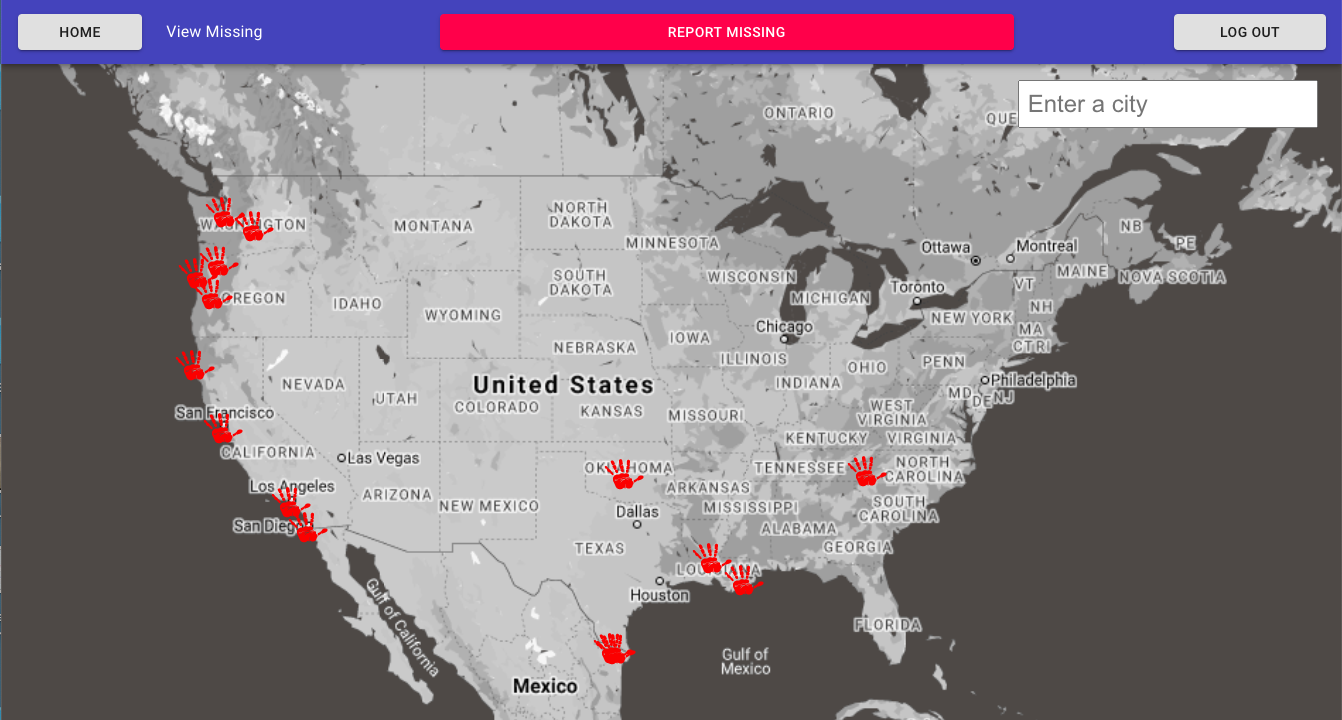 HOME
View Missing
REPORT MISSING
LOG OUT
Enter a city
ONTARIO
QUE
WASHINGTON
MONTANA
NORTH
DAKOTA
MINNESOTA
Ottawa
Montreal
NB
PE
MAINE
NOVA SCOTIA
OREGON
IDAHO
SOUTH
DAKOTA
WISCONSIN
MICHIGAN
Toronto
VT
NH
WYOMING
NEW YORK
MA
CT RI
Chicago
IOWA
NEBRASKA
ILLINOIS
INDIANA
OHIO
PENN
NEVADA
UTAH
United States
Philadelphia
MD
DE
NJ
COLORADO
KANSAS
MISSOURI
WEST
VIRGINIA
San Francisco
KENTUCKY
VIRGINIA
CALIFORNIA
Las Vegas
OKLAHOMA
TENNESSEE
NORTH
CAROLINA
Los Angeles
ARIZONA
NEW MEXICO
ARKANSAS
MISSISSIPPI
SOUTH
CAROLINA
San Diego
Dallas
ALABAMA
TEXAS
GEORGIA
LOUISIANA
Houston
Gulf of California
FLORIDA
Gulf of
Mexico
Mexico